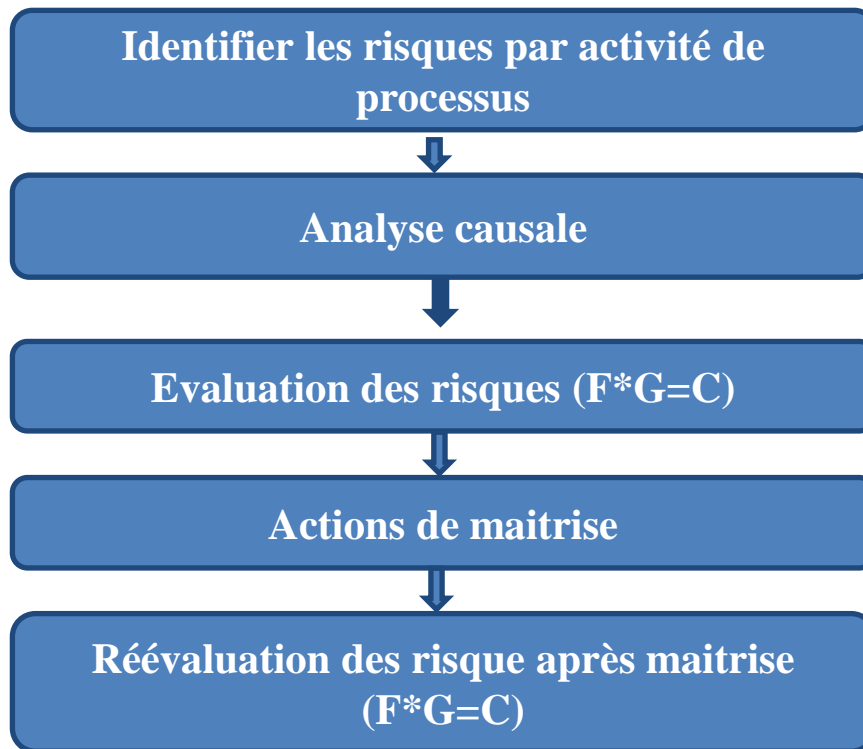 Identifier les risques par activité de
processus
Analyse causale
Evaluation des risques (F*G=C)
Actions de maitrise
Réévaluation des risque après maitrise
(F*G=C)